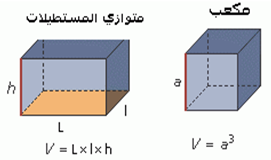 مكعب
متوازي المستطيلات
a
h
l
L
V = a³
V = L×l×h